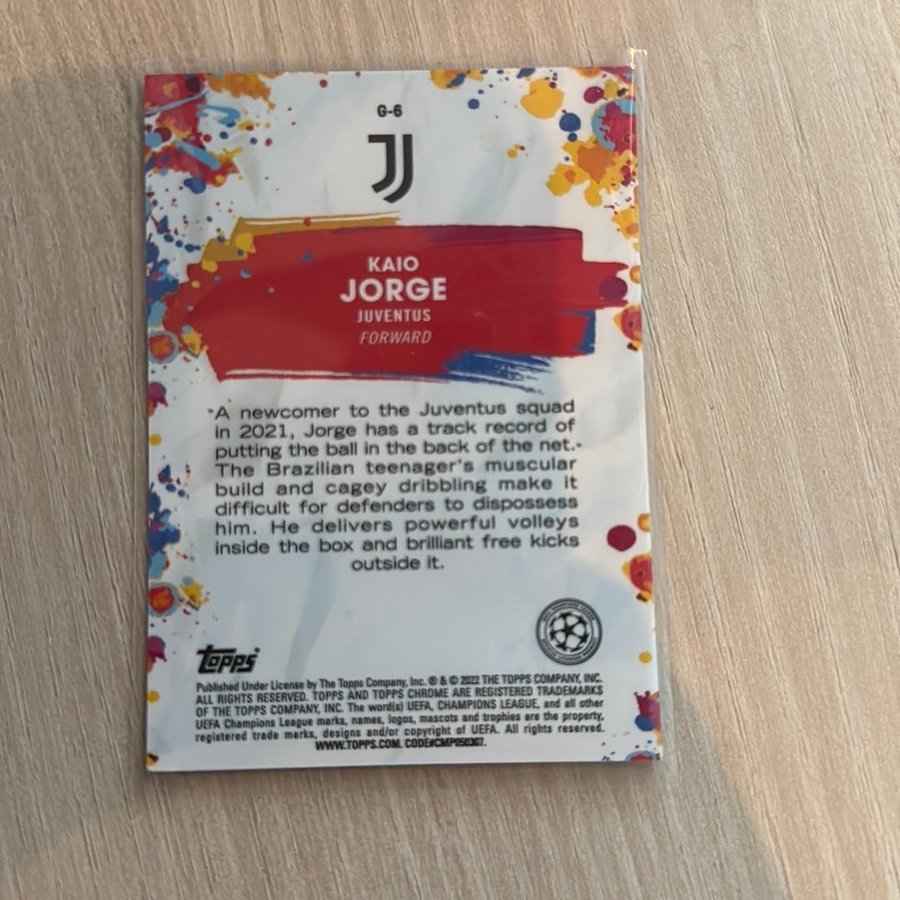 G-6
KAIO
JORGE
JUVENTUS
FORWARD
A newcomer to the Juventus squad
in 2021, Jorge has a track record of
putting the ball in the back of the net.
The Brazilian teenager's muscular
build and cagey dribbling make it
difficult for defenders to dispossess
him. He delivers powerful volleys
inside the box and brilliant free kicks
outside it.
topps
Published Under License by The Topps Company, Inc. ® & © 2022 THE TOPPS COMPANY, INC.
ALL RIGHTS RESERVED. TOPPS AND TOPPS CHROME ARE REGISTERED TRADEMARKS
OF THE TOPPS COMPANY, INC. The word(s) UEFA, CHAMPIONS LEAGUE, and all other
UEFA Champions League marks, names, logos, mascots and trophies are the property,
registered trade marks, designs and/or copyright of UEFA. All rights reserved.
WWW.TOPPS.COM. CODE#CMP050307.